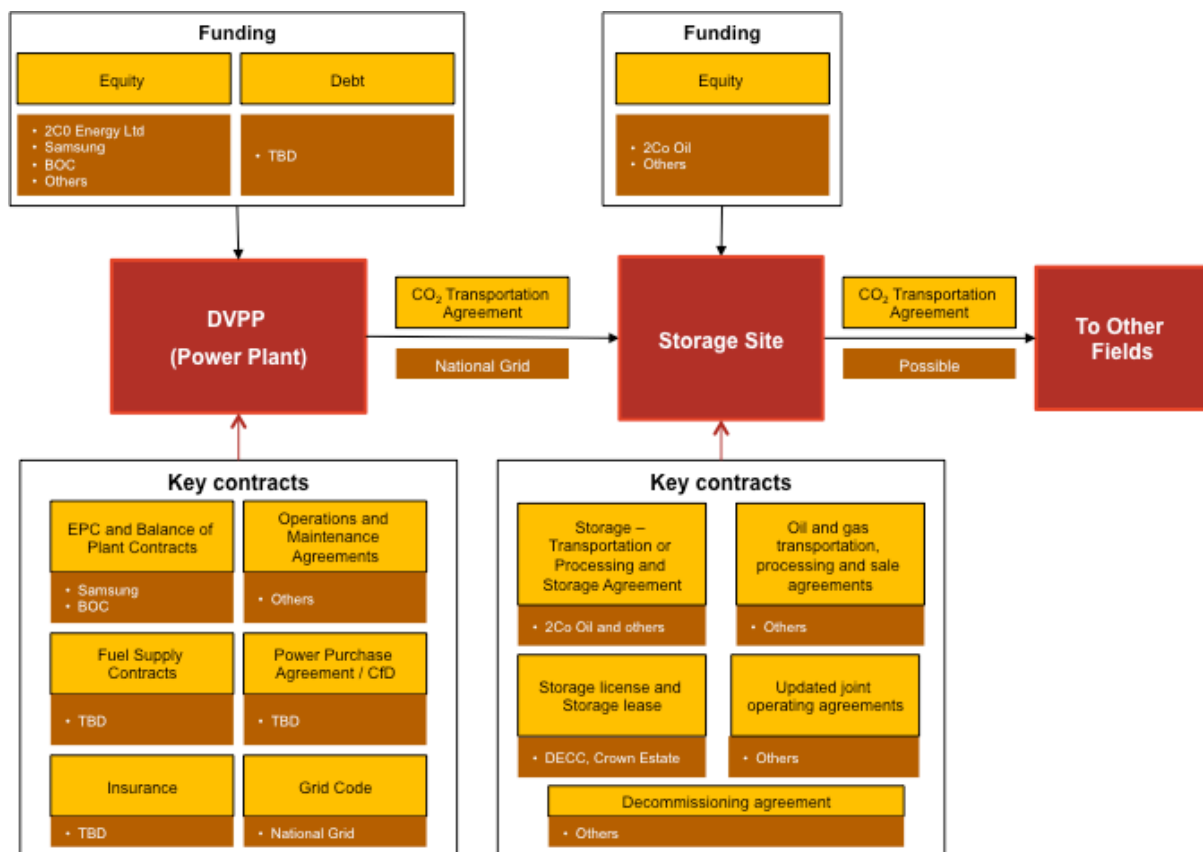 Funding
Equity
Debt
• 2C0 Energy Ltd
• Samsung
• BOC
• Others
• TBD
Funding
Equity
• 2Co Oil
• Others
DVPP
(Power Plant)
CO₂ Transportation
Agreement
National Grid
Storage Site
CO₂ Transportation
Agreement
Possible
To Other
Fields
Key contracts
EPC and Balance of
Plant Contracts
• Samsung
• BOC
Operations and
Maintenance
Agreements
• Others
Fuel Supply
Contracts
• TBD
Power Purchase
Agreement / CfD
• TBD
Insurance
• TBD
Grid Code
• National Grid
Key contracts
Storage –
Transportation or
Processing and
Storage Agreement
• 2Co Oil and others
Oil and gas
transportation,
processing and sale
agreements
• Others
Storage license and
Storage lease
• DECC, Crown Estate
Updated joint
operating agreements
• Others
Decommissioning agreement
• Others